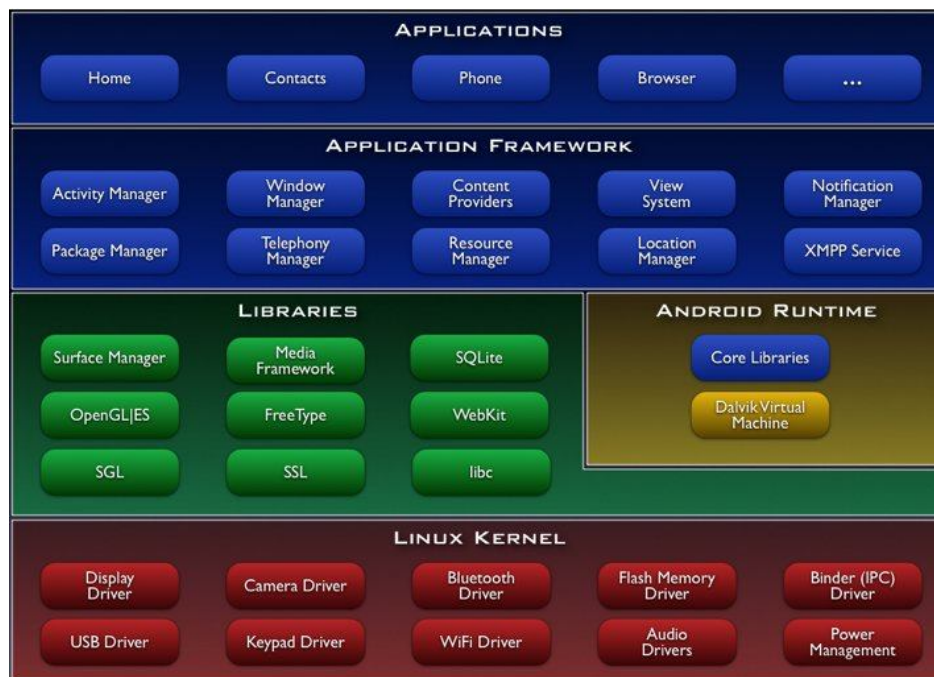 APPLICATIONS
Home
Contacts
Phone
Browser
...
APPLICATION FRAMEWORK
Activity Manager
Window
Manager
Content
Providers
View
System
Notification
Manager
Package Manager
Telephony
Manager
Resource
Manager
Location
Manager
XMPP Service
LIBRARIES
Surface Manager
Media
Framework
SQLite
OpenGL|ES
FreeType
WebKit
SGL
SSL
libc
ANDROID RUNTIME
Core Libraries
Dalvik Virtual
Machine
LINUX KERNEL
Display
Driver
Camera Driver
Bluetooth
Driver
Flash Memory
Driver
Binder (IPC)
Driver
USB Driver
Keypad Driver
WiFi Driver
Audio
Drivers
Power
Management